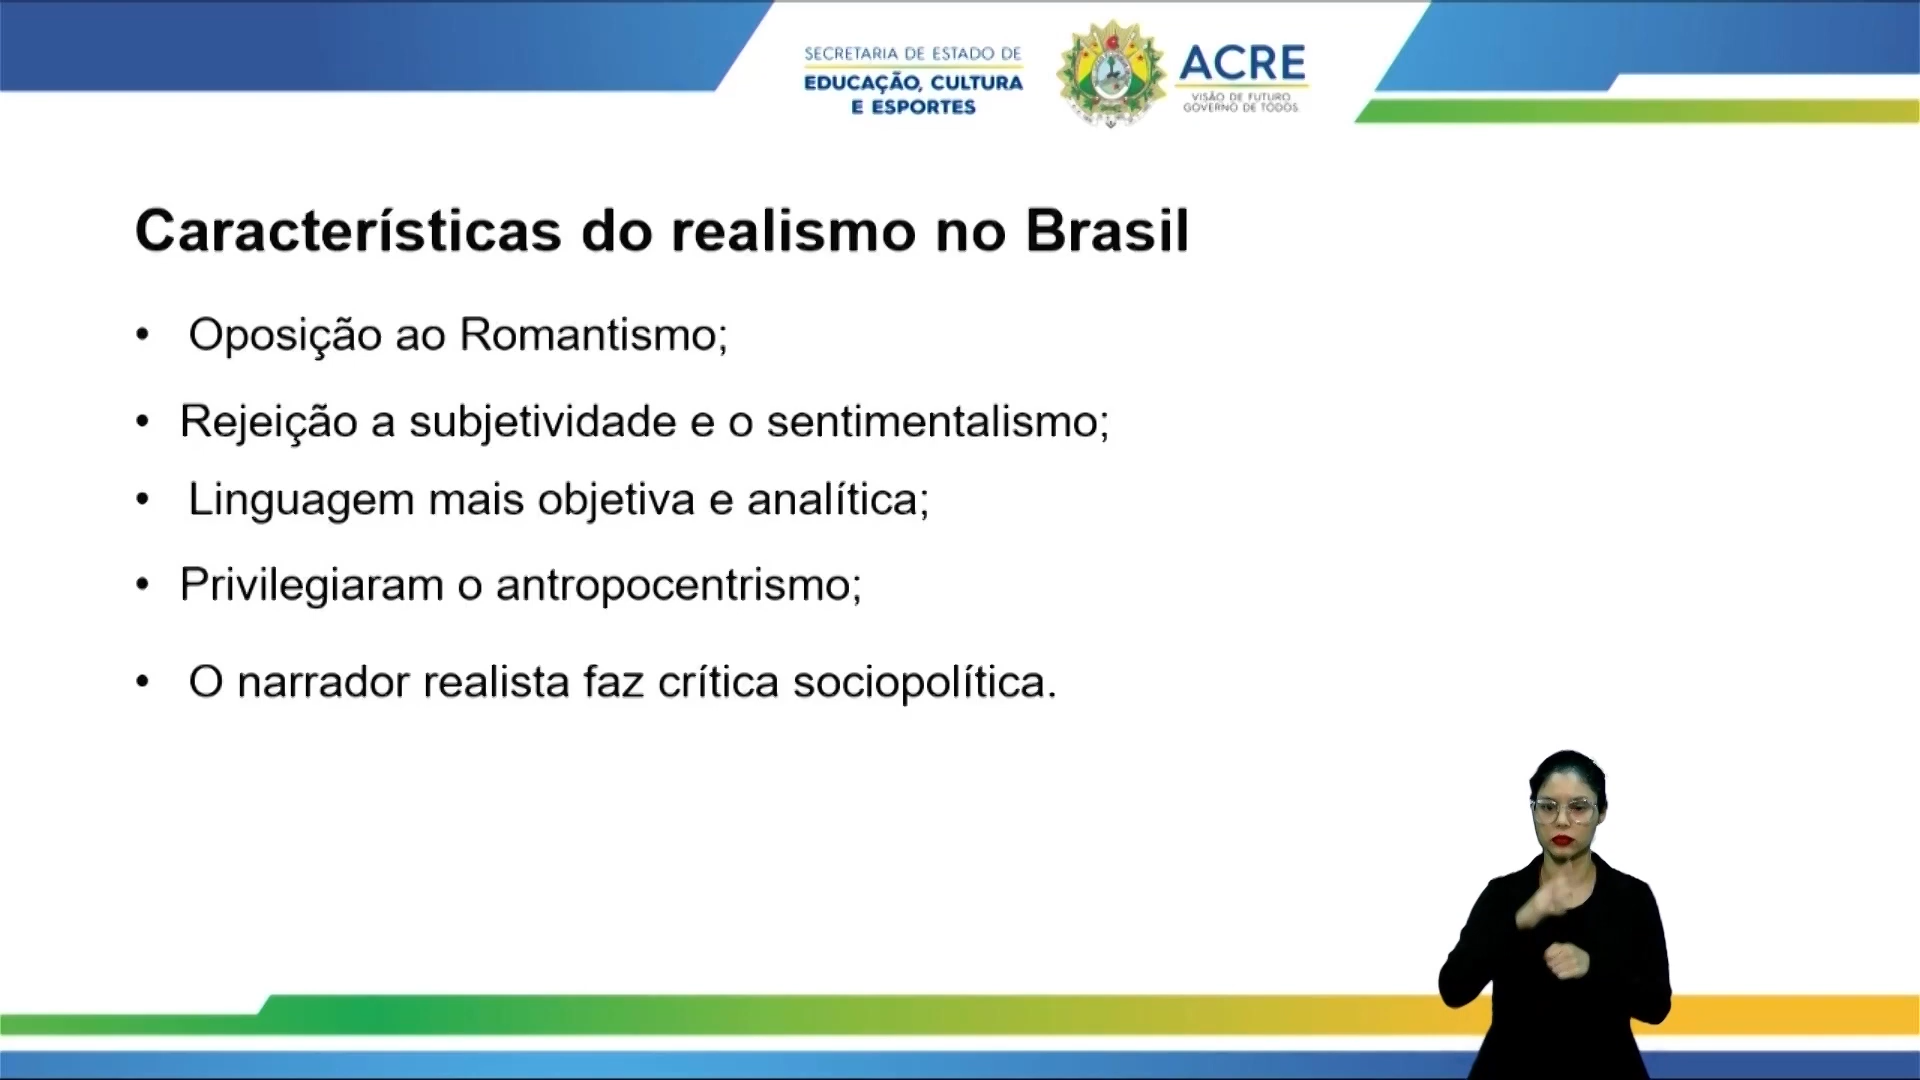 SECRETARIA DE ESTADO DE
EDUCAÇÃO, CULTURA
E ESPORTES
ACRE
VISÃO DE FUTURO
GOVERNO DE TODOS
Características do realismo no Brasil
• Oposição ao Romantismo;
• Rejeição a subjetividade e o sentimentalismo;
• Linguagem mais objetiva e analítica;
• Privilegiaram o antropocentrismo;
• O narrador realista faz crítica sociopolítica.